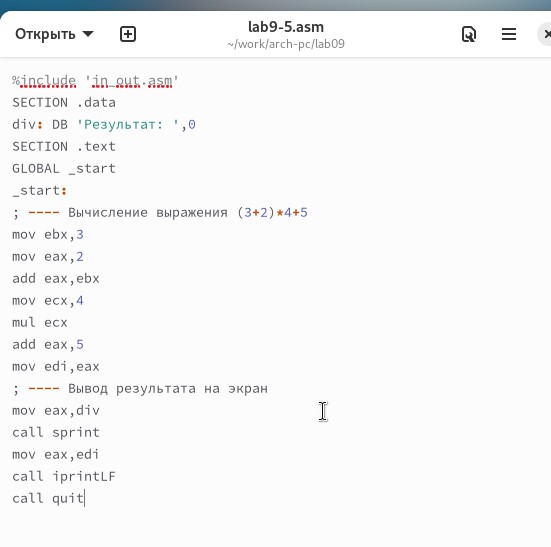 Открыть
lab9-5.asm
~/work/arch-pc/lab09
%include 'in_out.asm'
SECTION .data
div: DB 'Результат: ',0
SECTION .text
GLOBAL _start
_start:
; ---- Вычисление выражения (3+2)*4+5
mov ebx,3
mov eax,2
add eax,ebx
mov ecx,4
mul ecx
add eax,5
mov edi,eax
; ---- Вывод результата на экран
mov eax,div
call sprint
mov eax,edi
call iprintLF
call quit